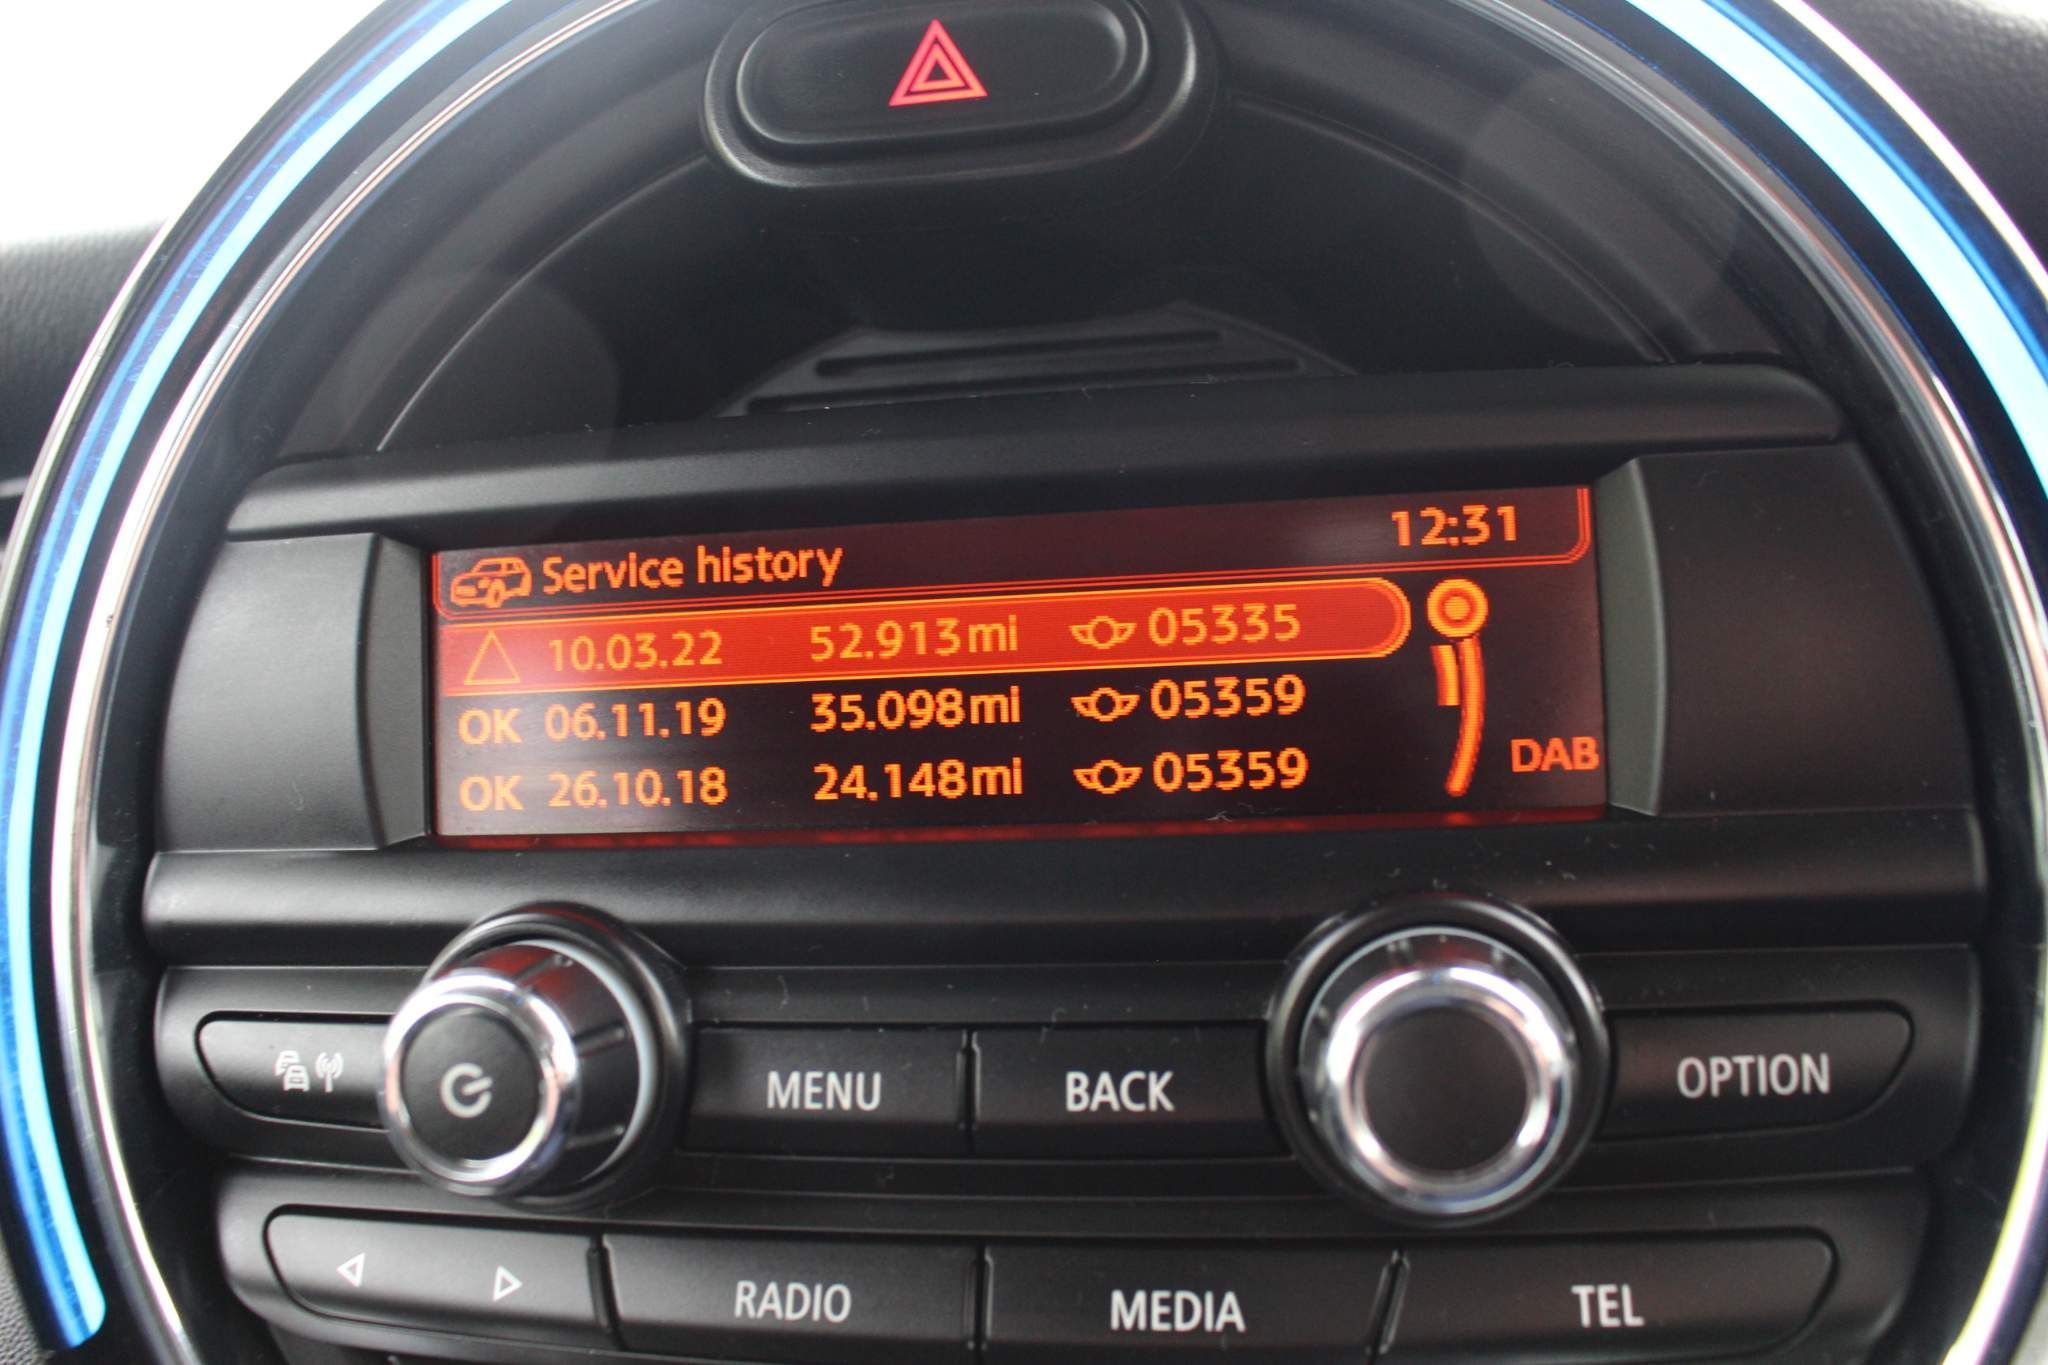 Service history 12:31
10.03.22 52.913mi 05335
OK 06.11.19 35.098mi 05359
OK 26.10.18 24.148mi 05359
DAB
MENU BACK OPTION
RADIO MEDIA TEL